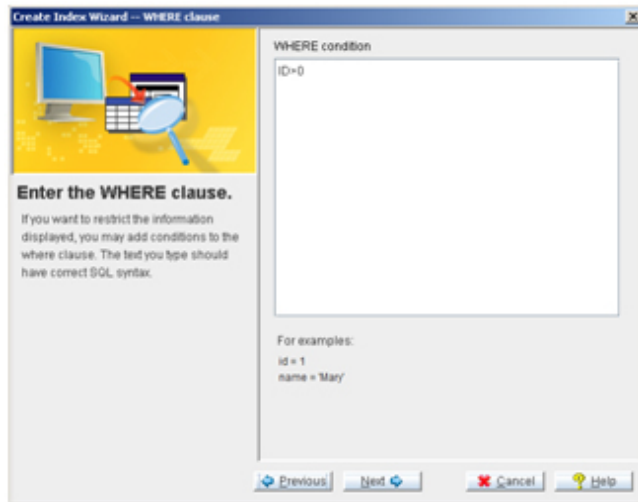 Create Index Wizard -- WHERE clause
WHERE condition
ID>0
Enter the WHERE clause.
If you want to restrict the information
displayed, you may add conditions to the
where clause. The text you type should
have correct SQL syntax.
For examples:
id = 1
name = 'Mary'
Previous
Next
Cancel
Help